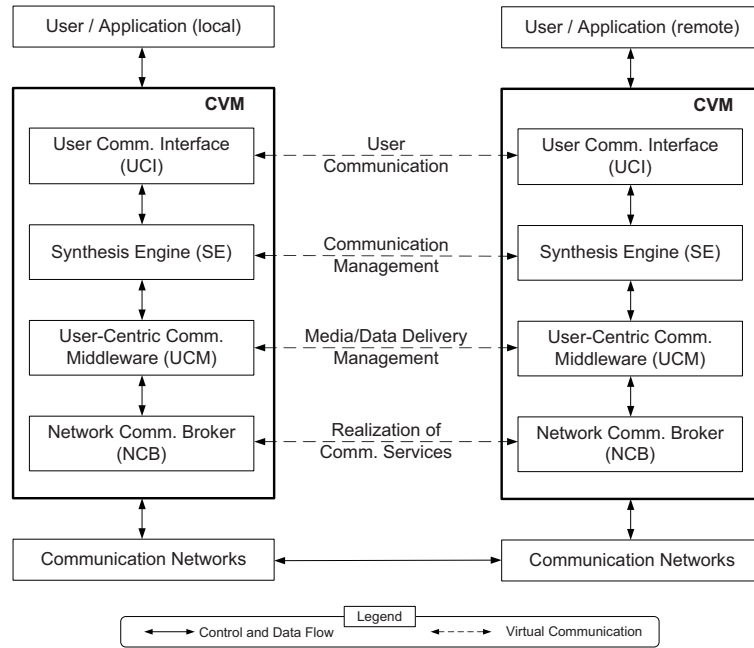 User / Application (local)
User / Application (remote)
CVM
CVM
User Comm. Interface
(UCI)
User
Communication
User Comm. Interface
(UCI)
Synthesis Engine (SE)
Communication
Management
Synthesis Engine (SE)
User-Centric Comm.
Middleware (UCM)
Media/Data Delivery
Management
User-Centric Comm.
Middleware (UCM)
Network Comm. Broker
(NCB)
Realization of
Comm. Services
Network Comm. Broker
(NCB)
Communication Networks
Communication Networks
Legend
Control and Data Flow
Virtual Communication